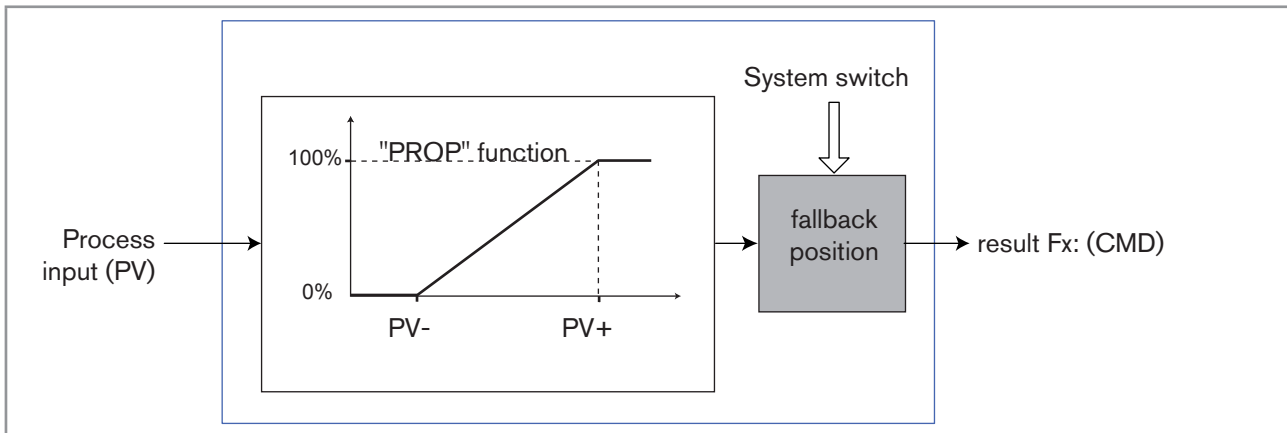 System switch
"PROP" function
100%
fallback
position
Process
input (PV)
result Fx: (CMD)
0%
PV-
PV+